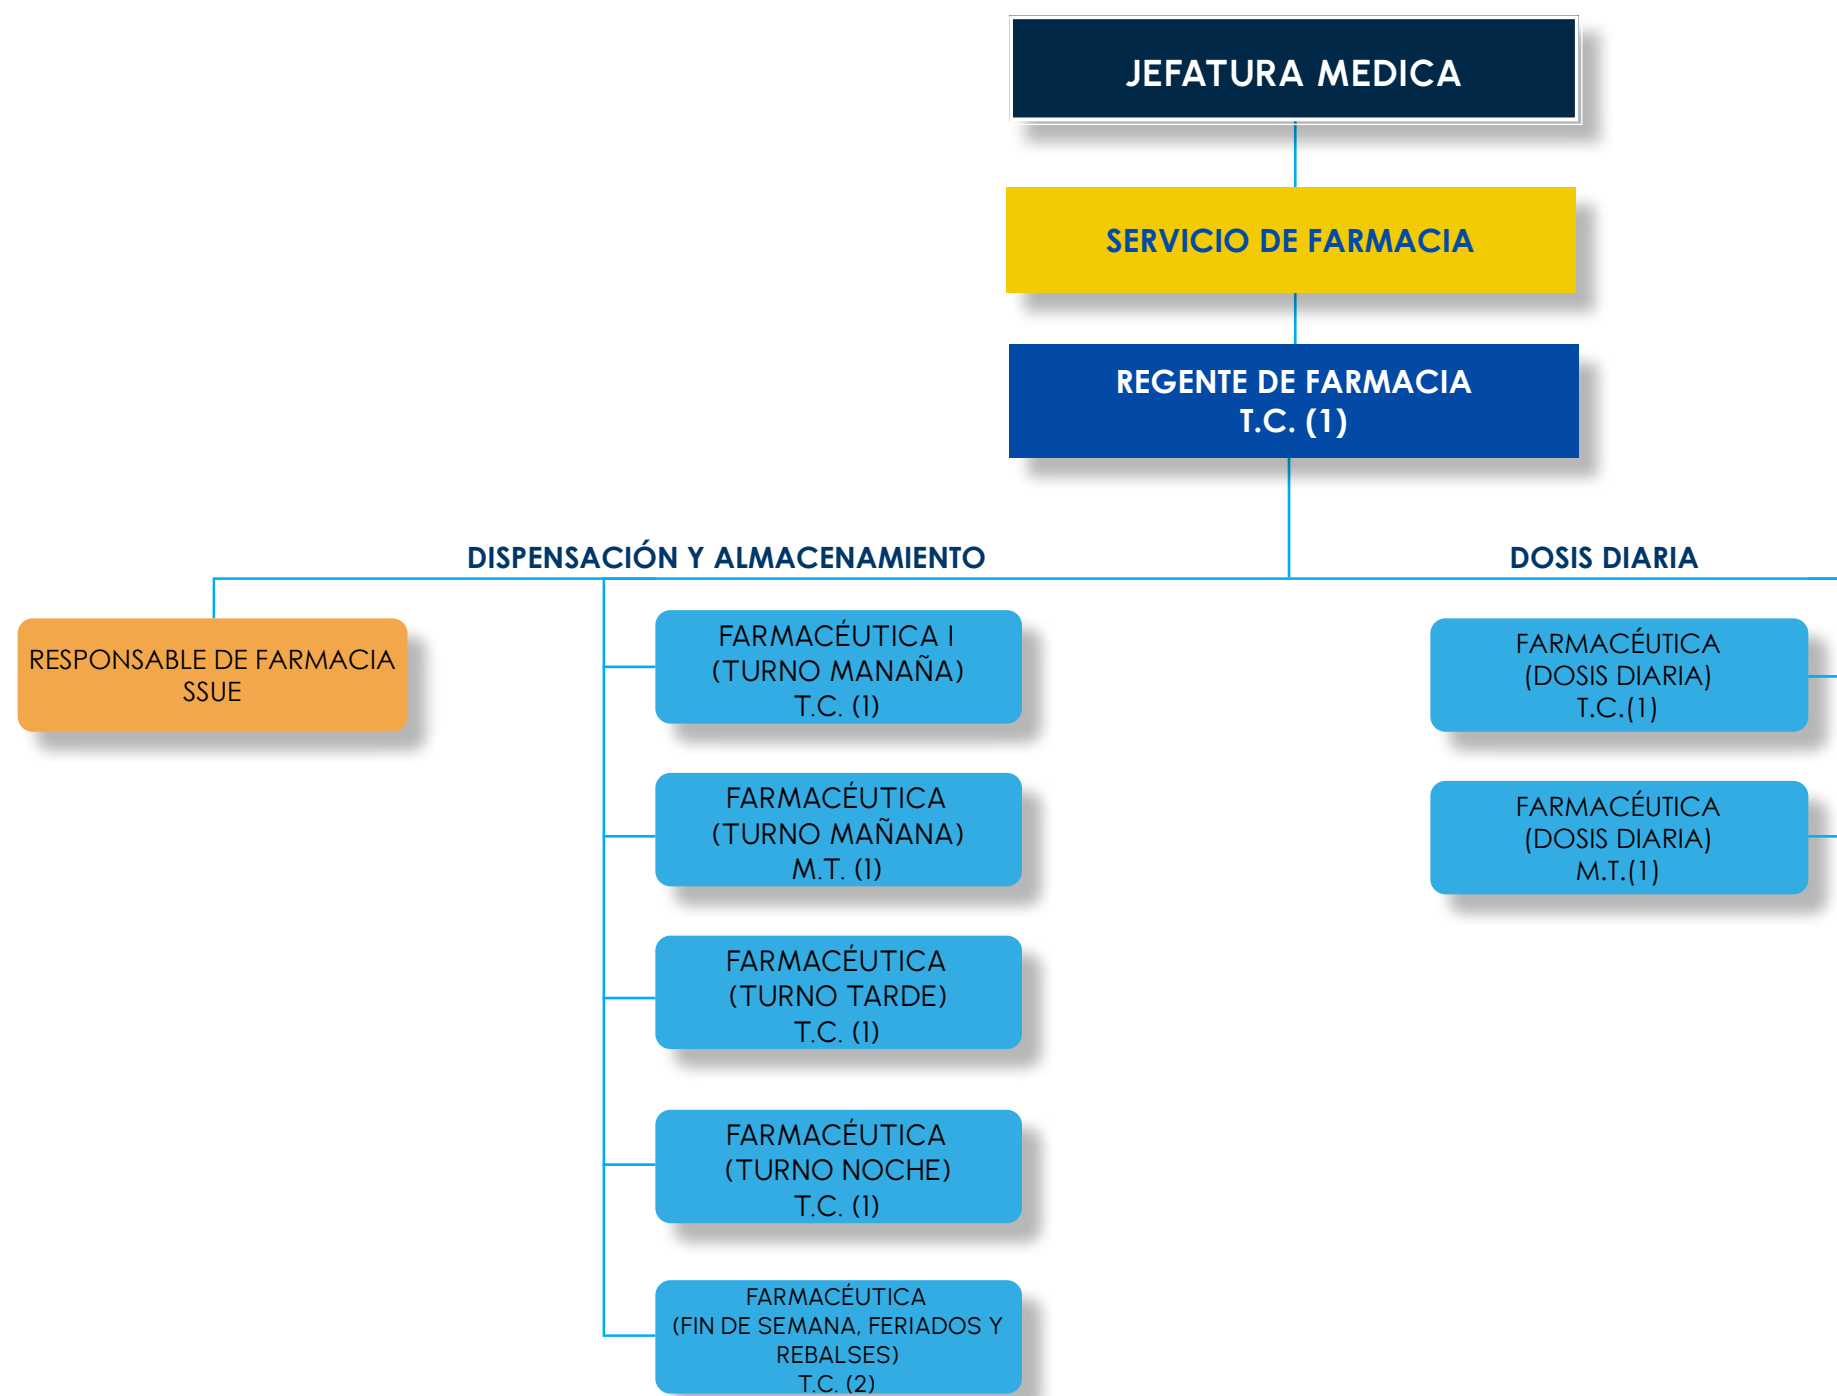 JEFATURA MEDICA
SERVICIO DE FARMACIA
REGENTE DE FARMACIA
T.C. (1)
DISPENSACIÓN Y ALMACENAMIENTO
DOSIS DIARIA
RESPONSABLE DE FARMACIA
SSUE
FARMACÉUTICA I
(TURNO MANAÑA)
T.C. (1)
FARMACÉUTICA
(TURNO MAÑANA)
M.T. (1)
FARMACÉUTICA
(TURNO TARDE)
T.C. (1)
FARMACÉUTICA
(TURNO NOCHE)
T.C. (1)
FARMACÉUTICA
(FIN DE SEMANA, FERIADOS Y
REBALSES)
T.C. (2)
FARMACÉUTICA
(DOSIS DIARIA)
T.C.(1)
FARMACÉUTICA
(DOSIS DIARIA)
M.T.(1)